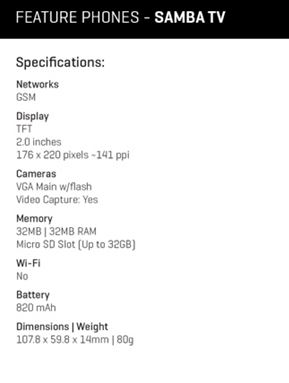 FEATURE PHONES - SAMBA TV
Specifications:
Networks
GSM
Display
TFT
2.0 inches
176 x 220 pixels ~141 ppi
Cameras
VGA Main w/flash
Video Capture: Yes
Memory
32MB | 32MB RAM
Micro SD Slot (Up to 32GB)
Wi-Fi
No
Battery
820 mAh
Dimensions | Weight
107.8 x 59.8 x 14mm | 80g